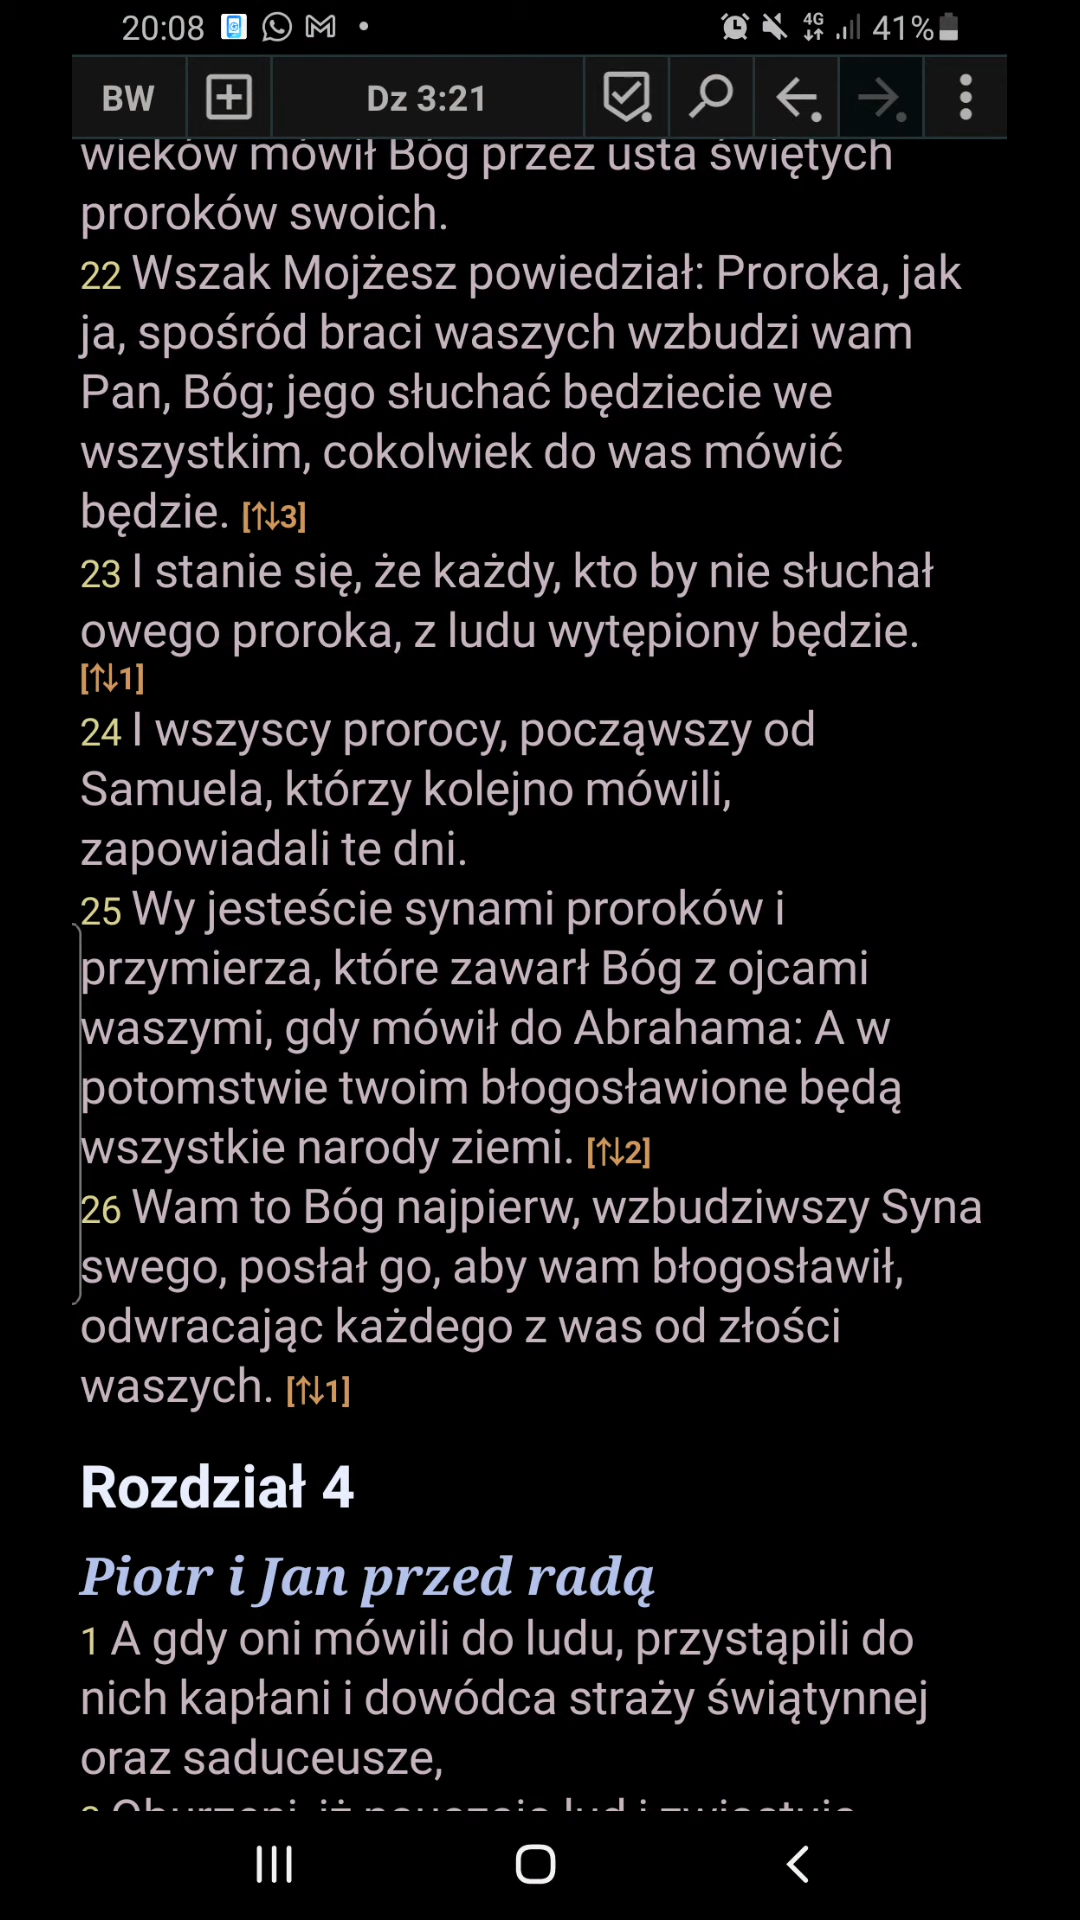 20:08
4G 41%
BW Dz 3:21
wieków mówił Bóg przez usta świętych
proroków swoich.
22 Wszak Mojżesz powiedział: Proroka, jak
ja, spośród braci waszych wzbudzi wam
Pan, Bóg; jego słuchać będziecie we
wszystkim, cokolwiek do was mówić
będzie. [↑↓3]
23 I stanie się, że każdy, kto by nie słuchał
owego proroka, z ludu wytępiony będzie.
[↑↓1]
24 I wszyscy prorocy, począwszy od
Samuela, którzy kolejno mówili,
zapowiadali te dni.
25 Wy jesteście synami proroków i
przymierza, które zawarł Bóg z ojcami
waszymi, gdy mówił do Abrahama: A w
potomstwie twoim błogosławione będą
wszystkie narody ziemi. [↑↓2]
26 Wam to Bóg najpierw, wzbudziwszy Syna
swego, posłał go, aby wam błogosławił,
odwracając każdego z was od złości
waszych. [↑↓1]
Rozdział 4
Piotr i Jan przed radą
1 A gdy oni mówili do ludu, przystąpili do
nich kapłani i dowódca straży świątynnej
oraz saduceusze,